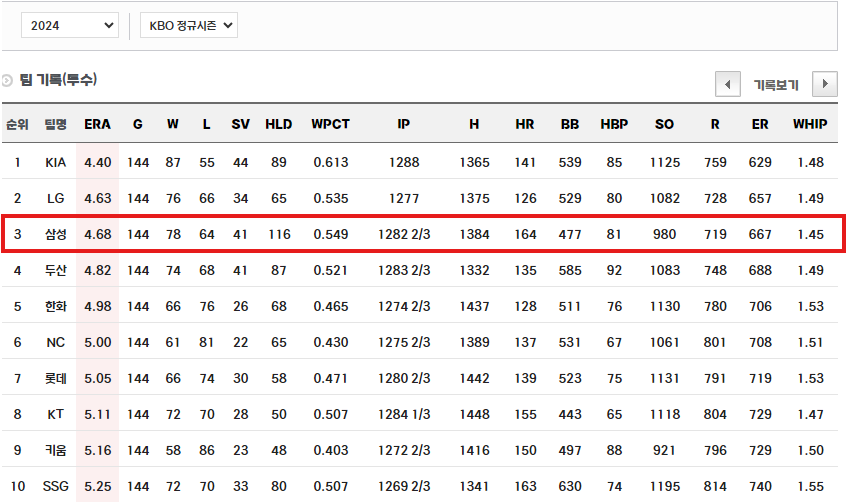 2024 KBO 정규시즌
팀 기록(투수) 기록보기
순위 팀명 ERA G W L SV HLD WPCT IP H HR BB HBP SO R ER WHIP
1 KIA 4.40 144 87 55 44 89 0.613 1288 1365 141 539 85 1125 759 629 1.48
2 LG 4.63 144 76 66 34 65 0.535 1277 1375 126 529 80 1082 728 657 1.49
3 삼성 4.68 144 78 64 41 116 0.549 1282 2/3 1384 164 477 81 980 719 667 1.45
4 두산 4.82 144 74 68 41 87 0.521 1283 2/3 1332 135 585 92 1083 748 688 1.49
5 한화 4.98 144 66 76 26 68 0.465 1274 2/3 1437 128 511 76 1130 780 706 1.53
6 NC 5.00 144 61 81 22 65 0.430 1275 2/3 1389 137 531 67 1061 801 708 1.51
7 롯데 5.05 144 66 74 30 58 0.471 1280 2/3 1442 139 523 75 1131 791 719 1.53
8 KT 5.11 144 72 70 28 50 0.507 1284 1/3 1448 155 443 65 1118 804 729 1.47
9 키움 5.16 144 58 86 23 48 0.403 1272 2/3 1416 150 497 88 921 796 729 1.50
10 SSG 5.25 144 72 70 33 80 0.507 1269 2/3 1341 163 630 74 1195 814 740 1.55